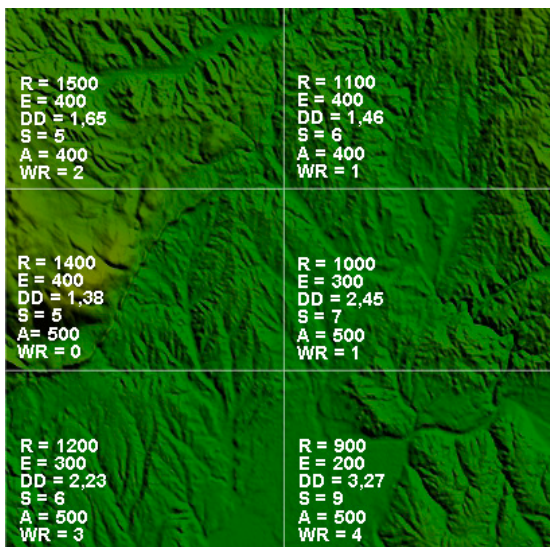 R = 1500
E = 400
DD = 1,65
S = 5
A = 400
WR = 2
R = 1100
E = 400
DD = 1,46
S = 6
A = 400
WR = 1
R = 1400
E = 400
DD = 1,38
S = 5
A= 500
WR = 0
R = 1000
E = 300
DD = 2,45
S = 7
A = 500
WR = 1
R = 1200
E = 300
DD = 2,23
S = 6
A = 500
WR = 3
R = 900
E = 200
DD = 3,27
S = 9
A = 500
WR = 4